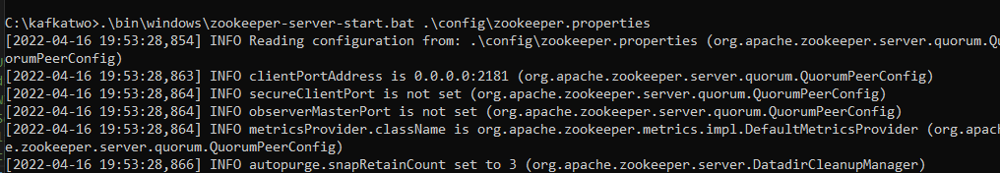 C:\kafkatwo>.\bin\windows\zookeeper-server-start.bat .\config\zookeeper.properties
[2022-04-16 19:53:28,854] INFO Reading configuration from: .\config\zookeeper.properties (org.apache.zookeeper.server.quorum.Qu
orumPeerConfig)
[2022-04-16 19:53:28,863] INFO clientPortAddress is 0.0.0.0:2181 (org.apache.zookeeper.server.quorum.QuorumPeerConfig)
[2022-04-16 19:53:28,864] INFO secureClientPort is not set (org.apache.zookeeper.server.quorum.QuorumPeerConfig)
[2022-04-16 19:53:28,864] INFO observerMasterPort is not set (org.apache.zookeeper.server.quorum.QuorumPeerConfig)
[2022-04-16 19:53:28,864] INFO metricsProvider.className is org.apache.zookeeper.metrics.impl.DefaultMetricsProvider (org.apach
e.zookeeper.server.quorum.QuorumPeerConfig)
[2022-04-16 19:53:28,866] INFO autopurge.snapRetainCount set to 3 (org.apache.zookeeper.server.DatadirCleanupManager)